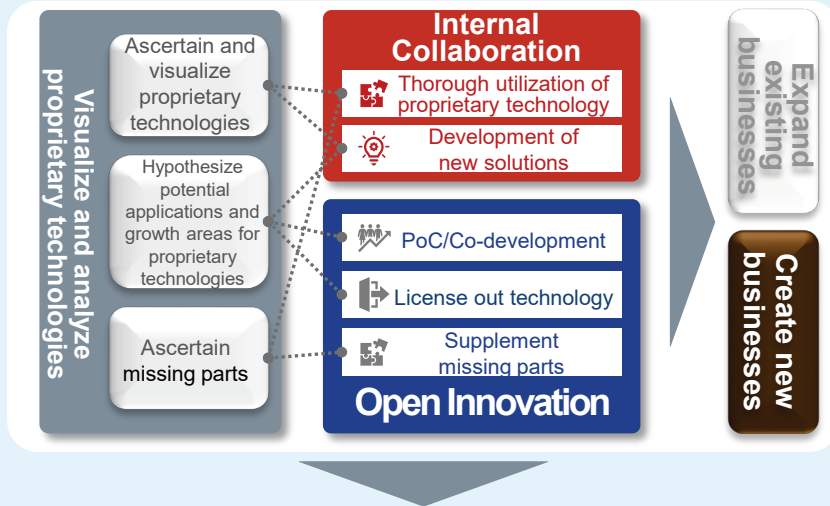 Visualize and analyze
proprietary technologies
Ascertain and
visualize
proprietary
technologies
Hypothesize
potential
applications and
growth areas for
proprietary
technologies
Ascertain
missing parts
Internal
Collaboration
Thorough utilization of
proprietary technology
Development of
new solutions
PoC/Co-development
License out technology
Supplement
missing parts
Open Innovation
Expand
existing
businesses
Create new
businesses